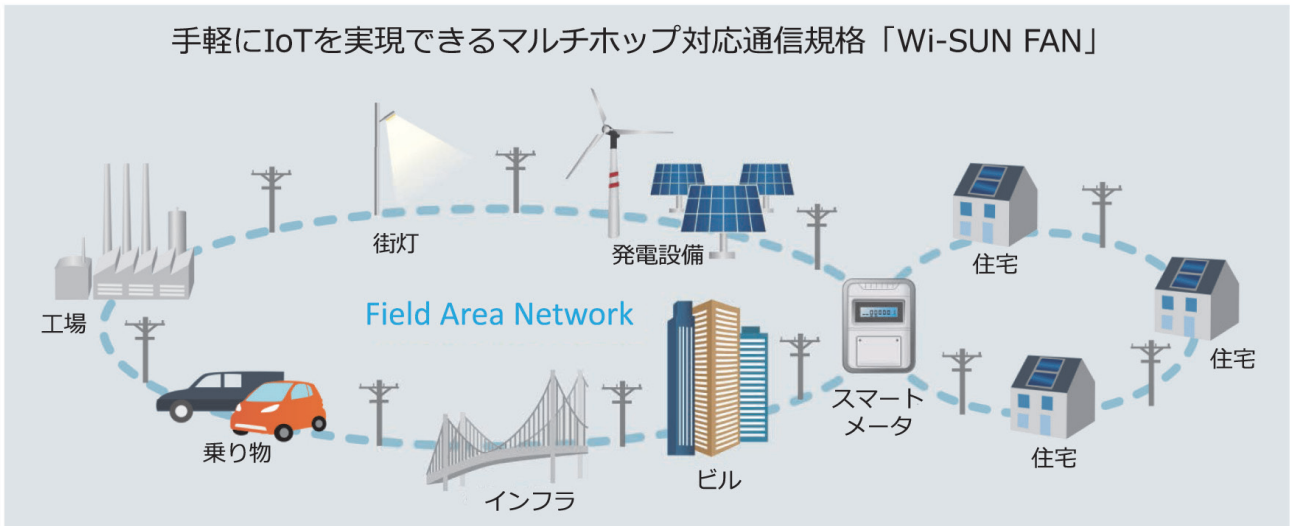 手軽にIoTを実現できるマルチホップ対応通信規格「Wi-SUN FAN」
街灯
発電設備
住宅
工場
Field Area Network
住宅
スマート
メータ
乗り物
インフラ
ビル
住宅